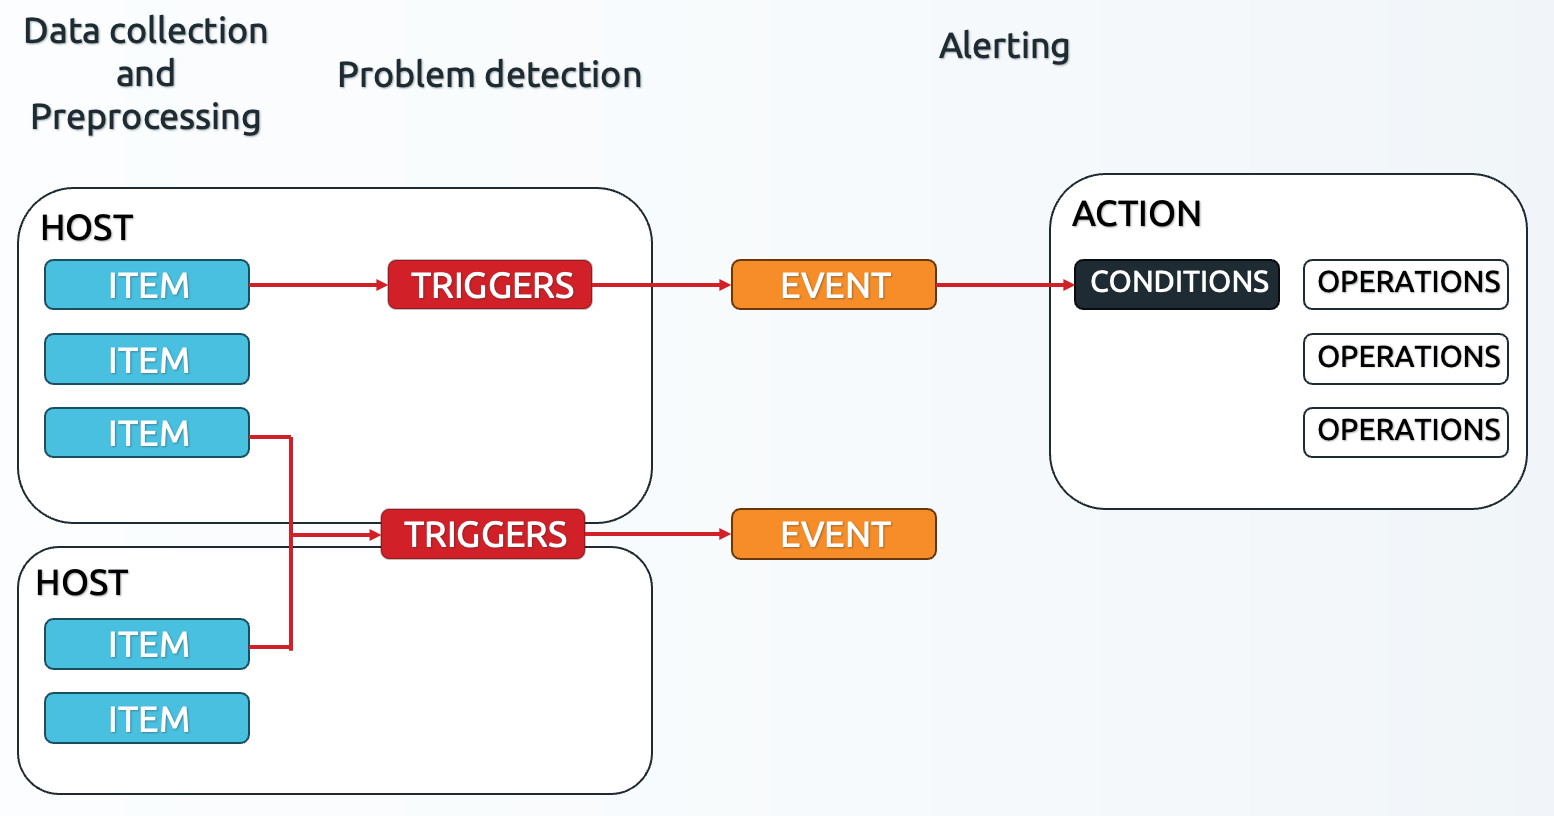 Data collection
and
Preprocessing
Problem detection
Alerting
HOST
ITEM
TRIGGERS
EVENT
ACTION
CONDITIONS
OPERATIONS
ITEM
OPERATIONS
ITEM
OPERATIONS
TRIGGERS
EVENT
HOST
ITEM
ITEM